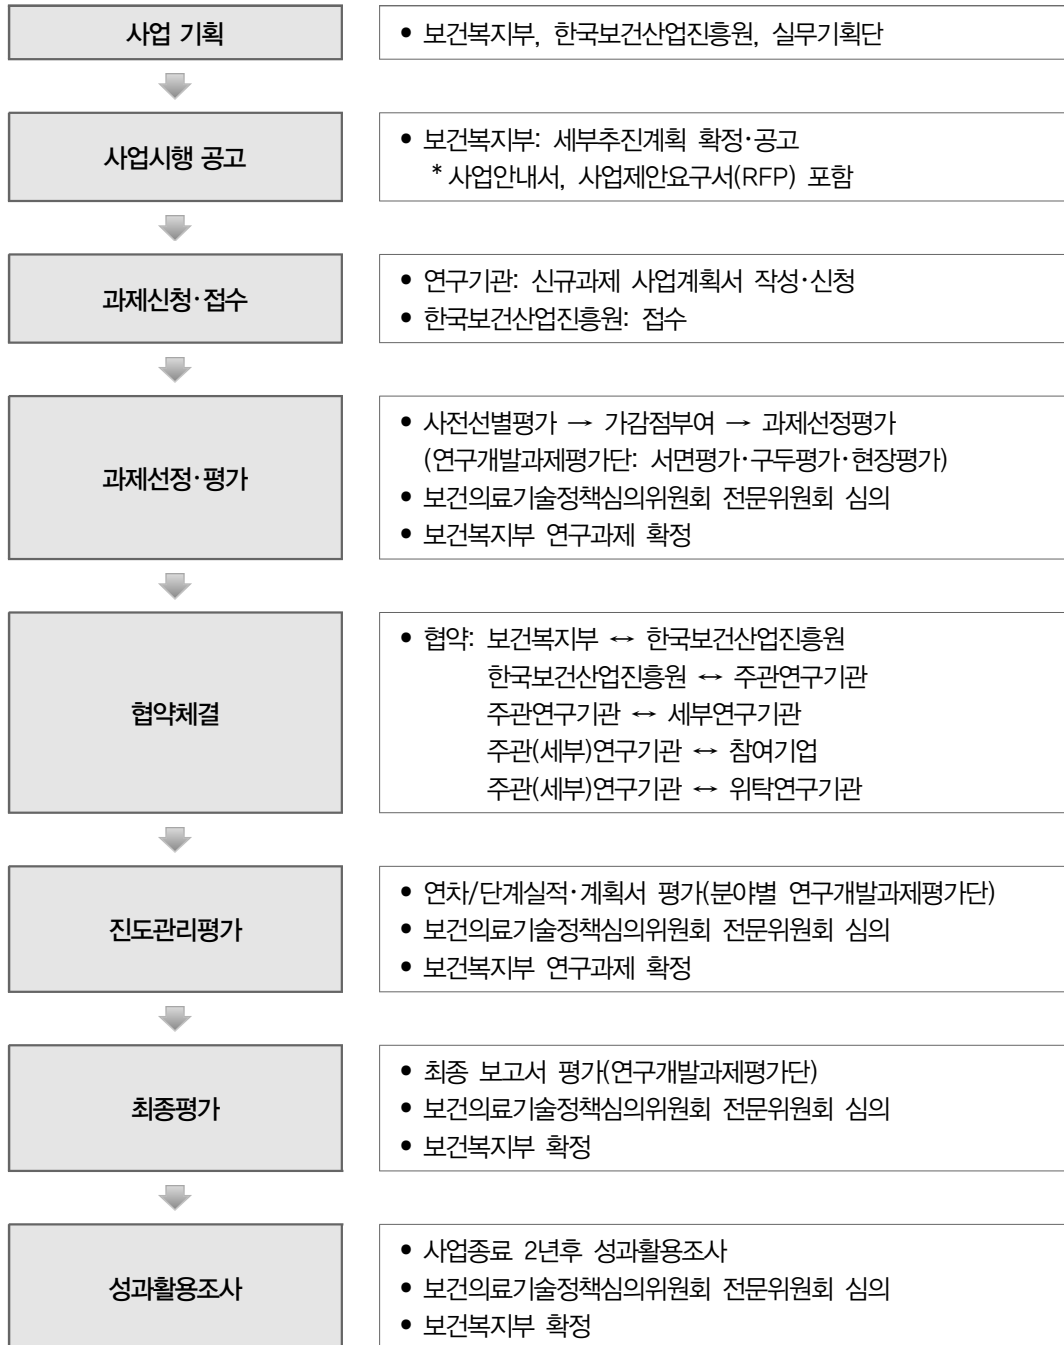 사업 기획
• 보건복지부, 한국보건산업진흥원, 실무기획단
사업시행 공고
• 보건복지부: 세부추진계획 확정·공고
* 사업안내서, 사업제안요구서(RFP) 포함
과제신청·접수
• 연구기관: 신규과제 사업계획서 작성·신청
• 한국보건산업진흥원: 접수
과제선정·평가
• 사전선별평가 → 가감점부여 → 과제선정평가
(연구개발과제평가단: 서면평가·구두평가·현장평가)
• 보건의료기술정책심의위원회 전문위원회 심의
• 보건복지부 연구과제 확정
협약체결
• 협약: 보건복지부 ↔ 한국보건산업진흥원
한국보건산업진흥원 ↔ 주관연구기관
주관연구기관 ↔ 세부연구기관
주관(세부)연구기관 ↔ 참여기업
주관(세부)연구기관 ↔ 위탁연구기관
진도관리평가
• 연차/단계실적·계획서 평가(분야별 연구개발과제평가단)
• 보건의료기술정책심의위원회 전문위원회 심의
• 보건복지부 연구과제 확정
최종평가
• 최종 보고서 평가(연구개발과제평가단)
• 보건의료기술정책심의위원회 전문위원회 심의
• 보건복지부 확정
성과활용조사
• 사업종료 2년후 성과활용조사
• 보건의료기술정책심의위원회 전문위원회 심의
• 보건복지부 확정